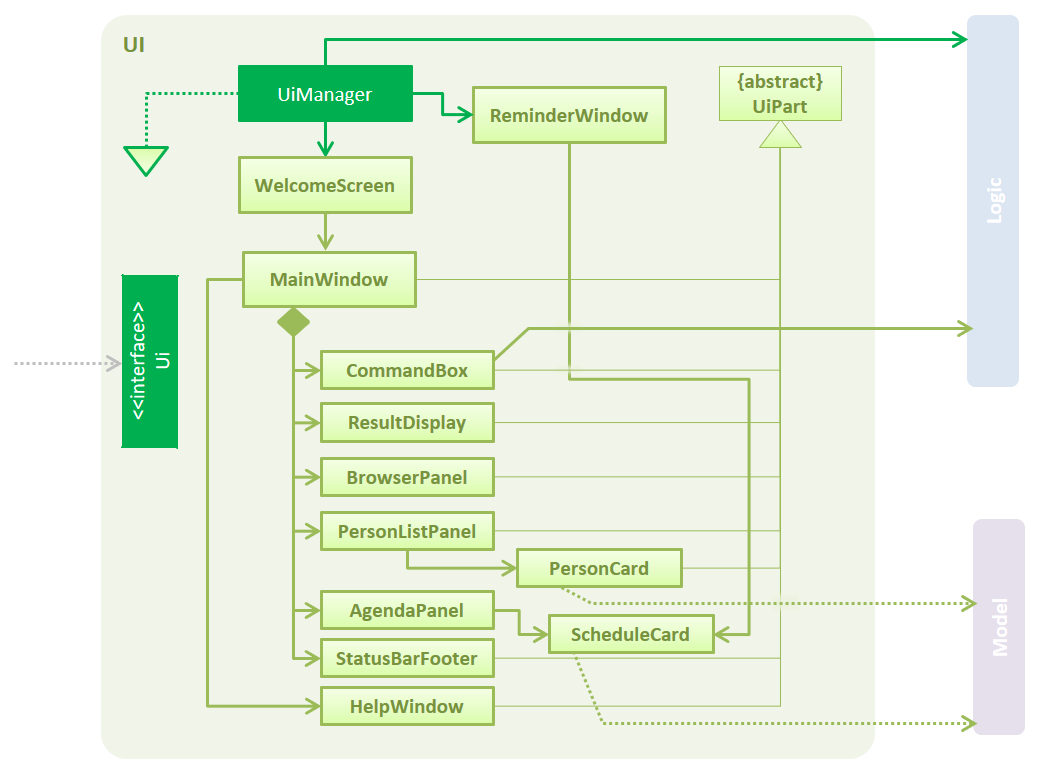 UI
UiManager
{abstract}
UiPart
ReminderWindow
WelcomeScreen
Logic
MainWindow
<<interface>>
Ui
CommandBox
ResultDisplay
BrowserPanel
PersonListPanel
PersonCard
AgendaPanel
ScheduleCard
Model
StatusBarFooter
HelpWindow